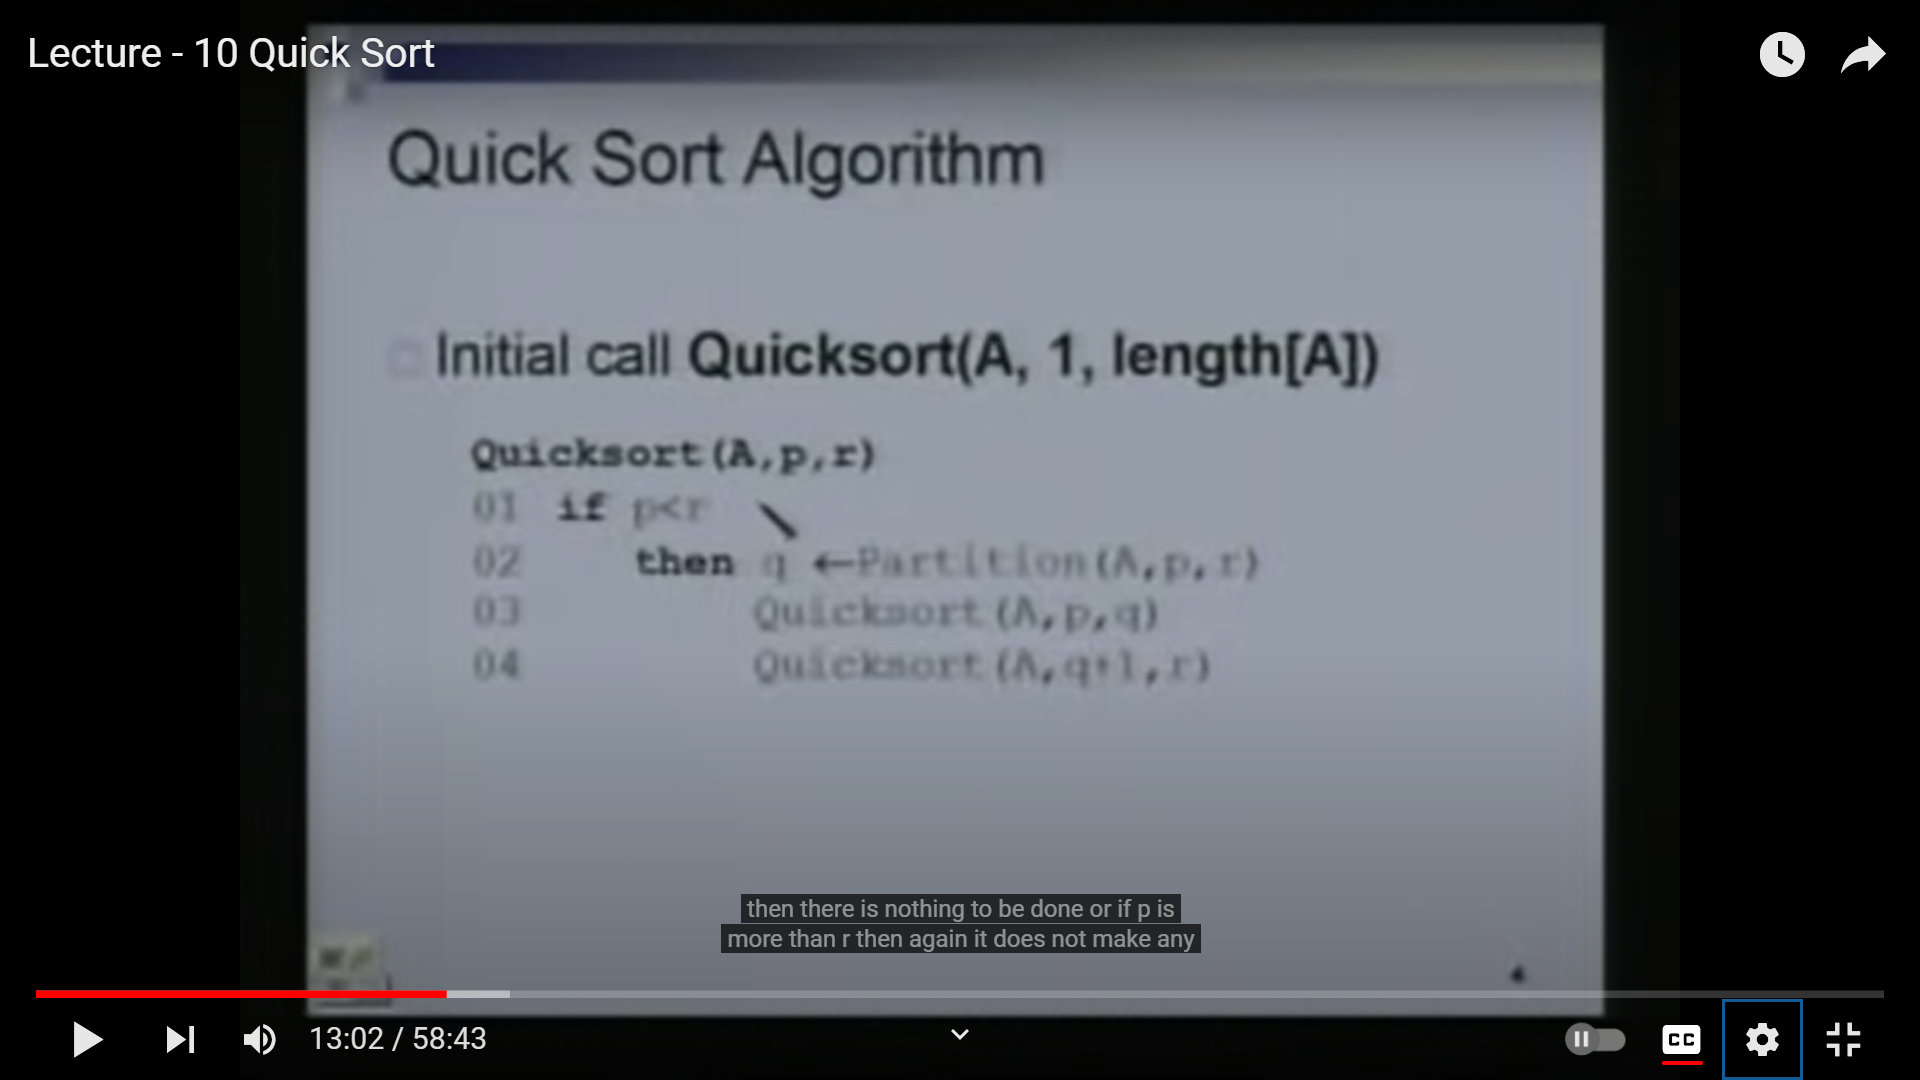 Lecture - 10 Quick Sort
Quick Sort Algorithm
Initial call Quicksort(A, 1, length[A])
Quicksort(A,p,r)
01 if p<r
02 then q ←Partition(A,p,r)
03 Quicksort(A,p,q)
04 Quicksort(A,q+1,r)
then there is nothing to be done or if p is
more than r then again it does not make any
4
13:02 / 58:43
CC